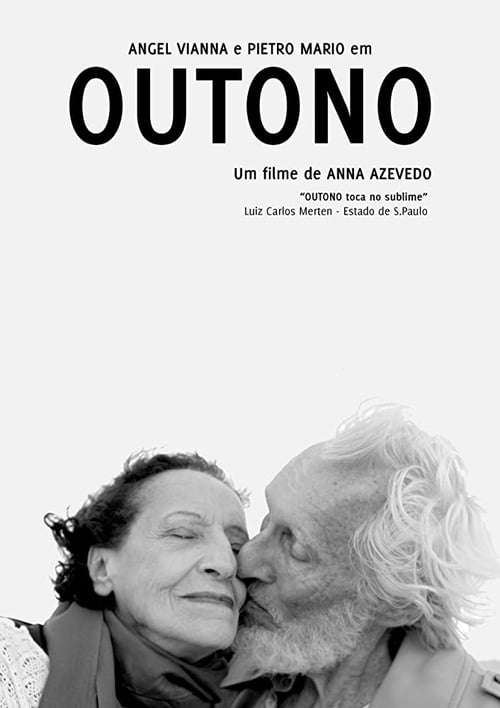 ANGEL VIANNA e PIETRO MARIO em
OUTONO
Um filme de ANNA AZEVEDO
“OUTONO toca no sublime”
Luiz Carlos Merten - Estado de S.Paulo